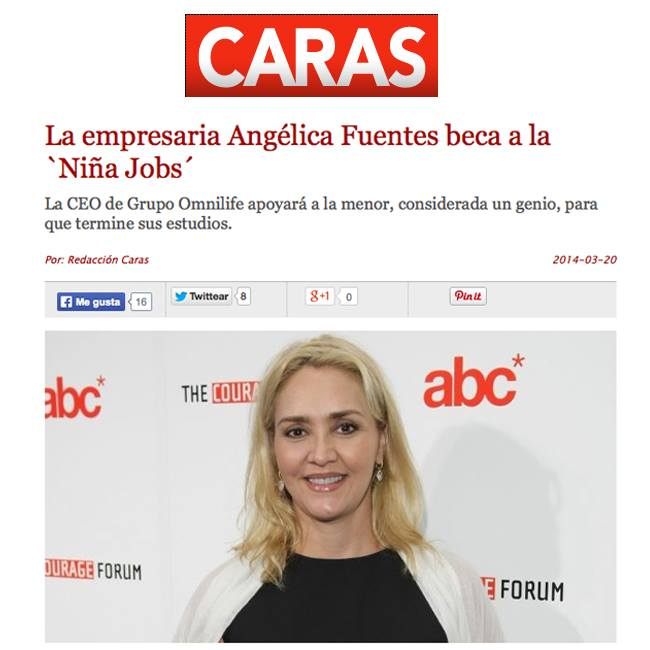 CARAS
La empresaria Angélica Fuentes beca a la
`Niña Jobs´
La CEO de Grupo Omnilife apoyará a la menor, considerada un genio, para
que termine sus estudios.
Por: Redacción Caras
2014-03-20
Me gusta 16
Twittear 8
g+1 0
Pin it
abc*
THE COURA
abc*
OURAGE FORUM
GE FORUM